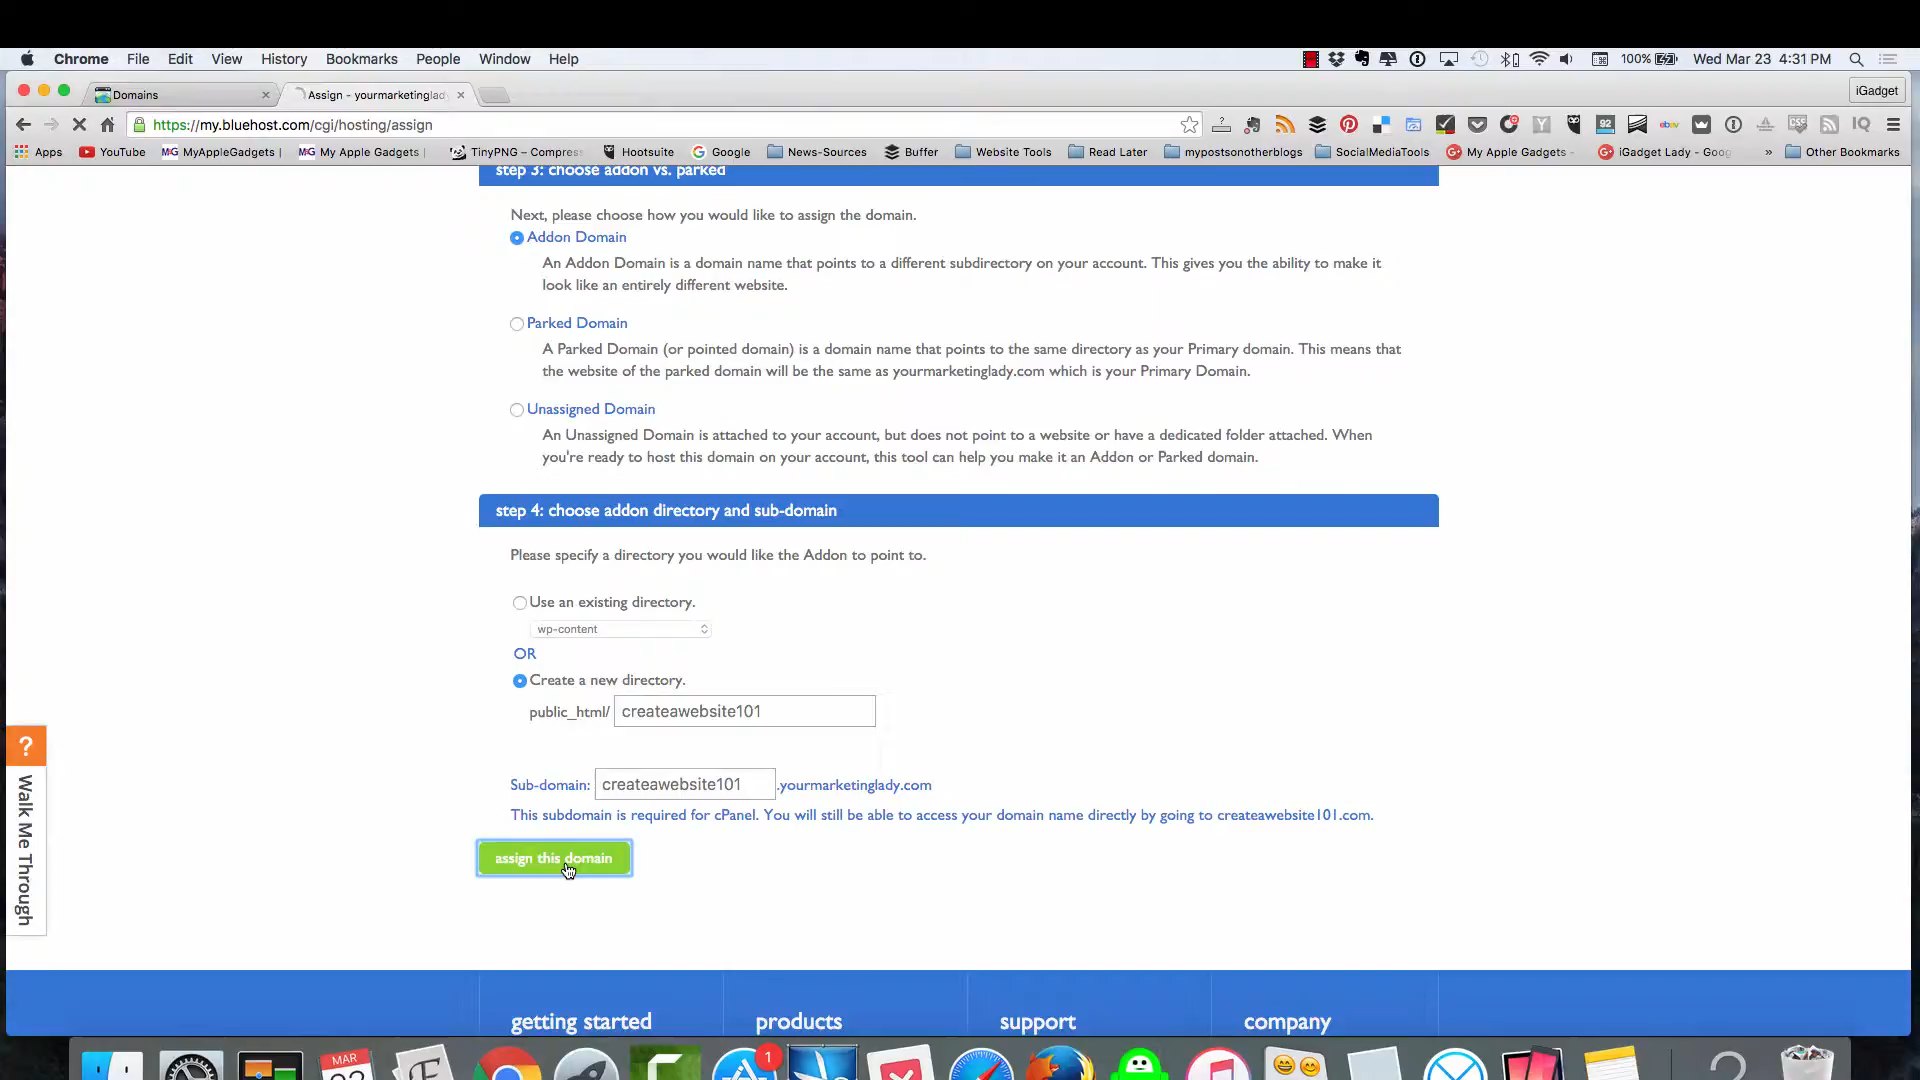 Chrome File Edit View History Bookmarks People Window Help 100% Wed Mar 23 4:31 PM
Domains Assign - yourmarketinglad iGadget
https://my.bluehost.com/cgi/hosting/assign
Apps YouTube MyAppleGadgets | My Apple Gadgets | TinyPNG – Compress Hootsuite Google News-Sources Buffer Website Tools Read Later mypostsonotherblogs SocialMediaTools My Apple Gadgets - iGadget Lady - Goog » Other Bookmarks
step 3: choose addon vs. parked
Next, please choose how you would like to assign the domain.
Addon Domain
An Addon Domain is a domain name that points to a different subdirectory on your account. This gives you the ability to make it
look like an entirely different website.
Parked Domain
A Parked Domain (or pointed domain) is a domain name that points to the same directory as your Primary domain. This means that
the website of the parked domain will be the same as yourmarketinglady.com which is your Primary Domain.
Unassigned Domain
An Unassigned Domain is attached to your account, but does not point to a website or have a dedicated folder attached. When
you're ready to host this domain on your account, this tool can help you make it an Addon or Parked domain.
step 4: choose addon directory and sub-domain
Please specify a directory you would like the Addon to point to.
Use an existing directory.
wp-content
OR
Create a new directory.
public_html/ createawebsite101
Sub-domain: createawebsite101 .yourmarketinglady.com
This subdomain is required for cPanel. You will still be able to access your domain name directly by going to createawebsite101.com.
assign this domain
? Walk Me Through
getting started products support company
MAR
1